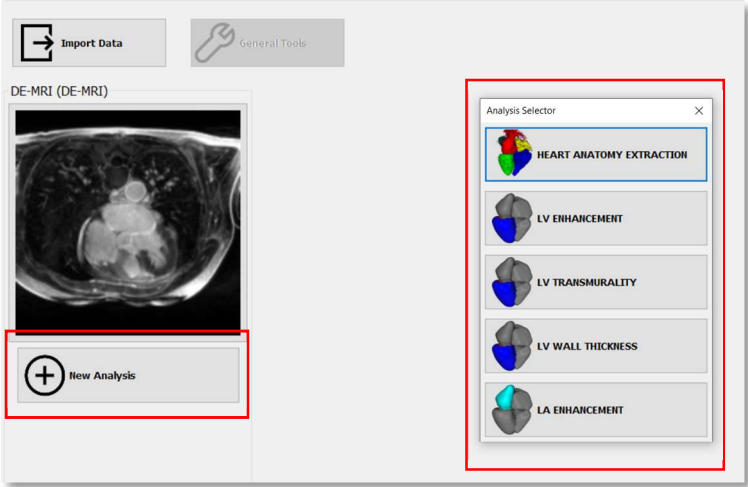 Import Data
General Tools
DE-MRI (DE-MRI)
New Analysis
Analysis Selector
HEART ANATOMY EXTRACTION
LV ENHANCEMENT
LV TRANSMURALITY
LV WALL THICKNESS
LA ENHANCEMENT